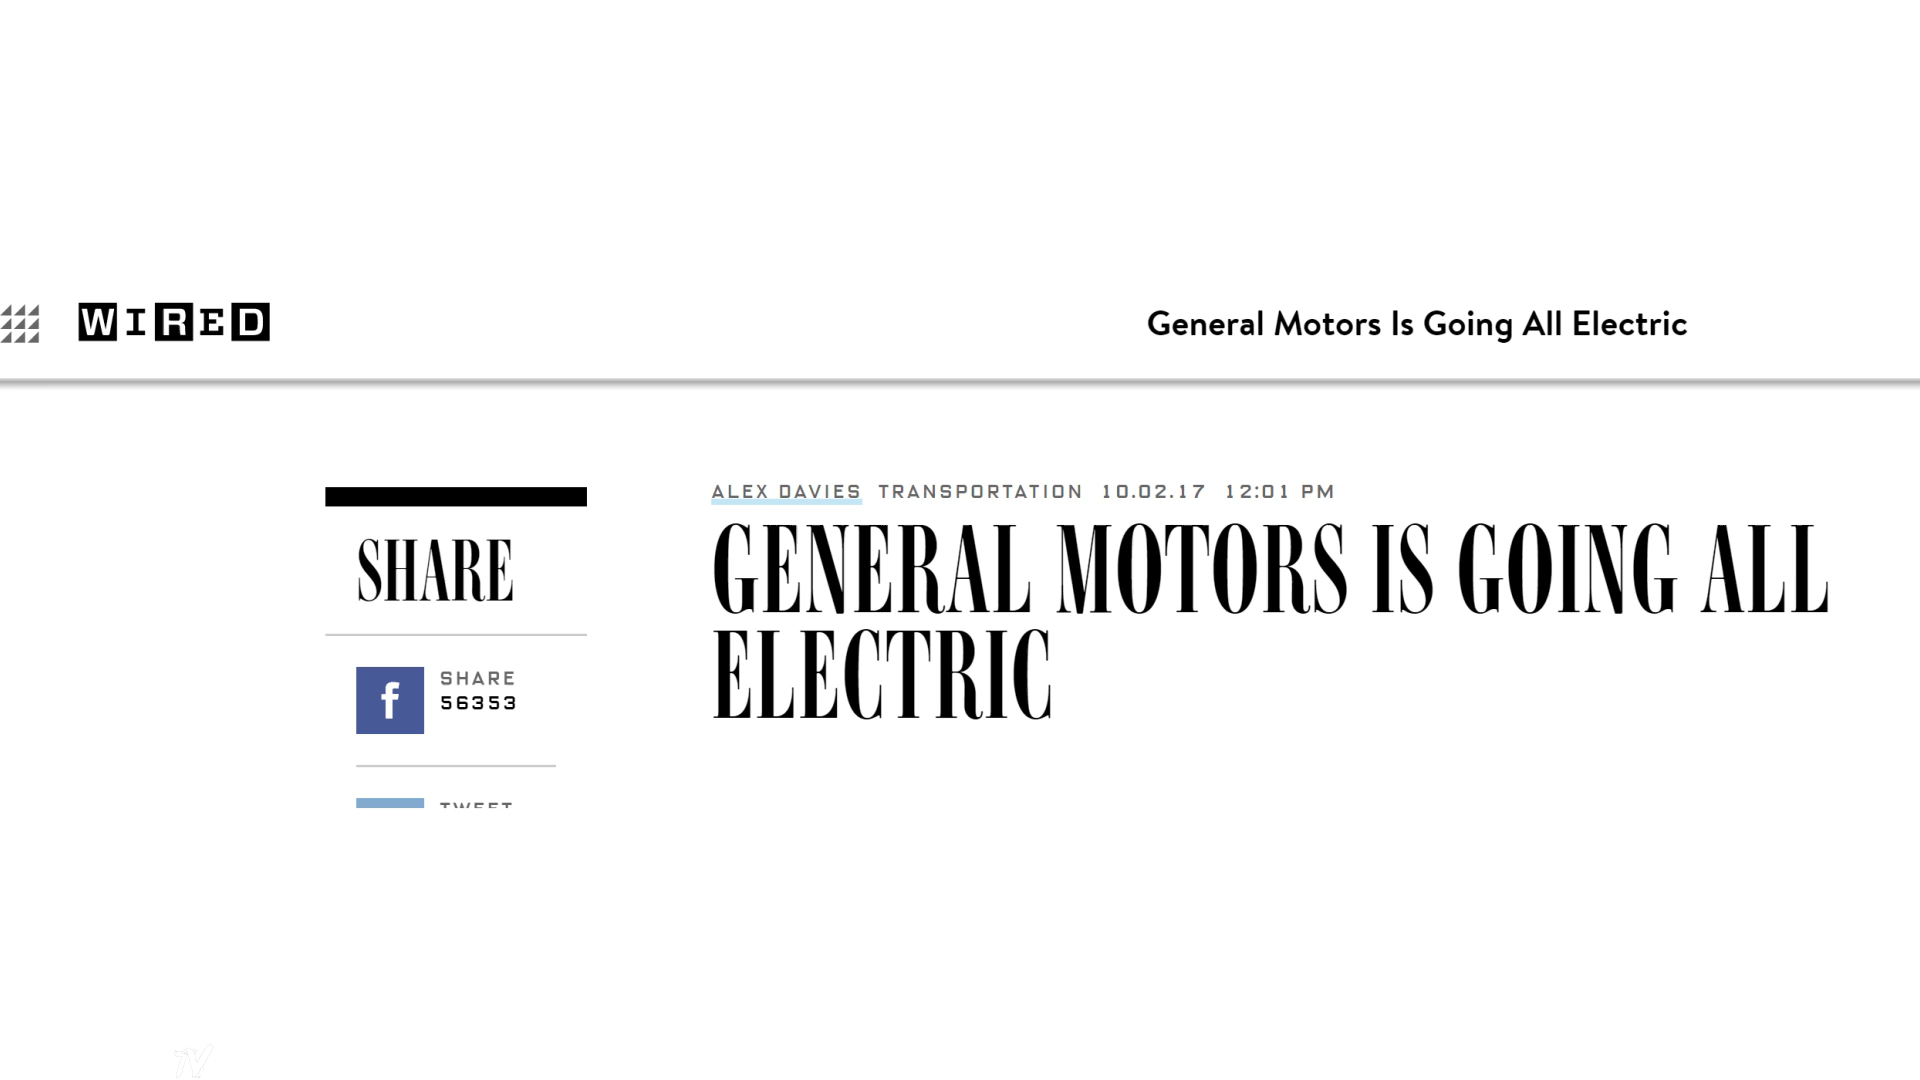 WIRED
General Motors Is Going All Electric
SHARE
SHARE
56353
TWEET
ALEX DAVIES TRANSPORTATION 10.02.17 12:01 PM
GENERAL MOTORS IS GOING ALL
ELECTRIC